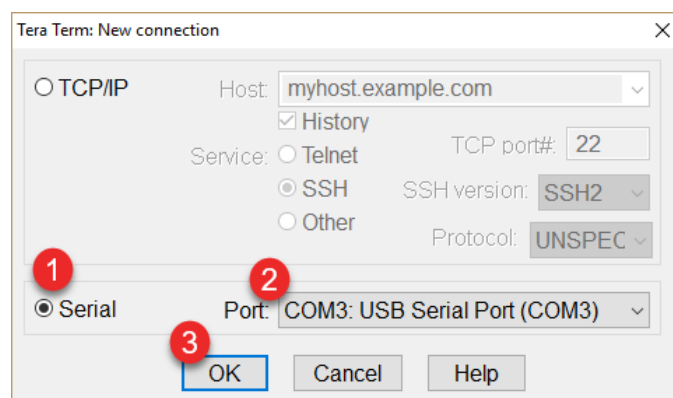 Tera Term: New connection
TCP/IP
Host: myhost.example.com
History
Service: Telnet
TCP port#: 22
SSH
SSH version: SSH2
Other
Protocol: UNSPEC
1
2
Serial
Port: COM3: USB Serial Port (COM3)
3
OK Cancel Help